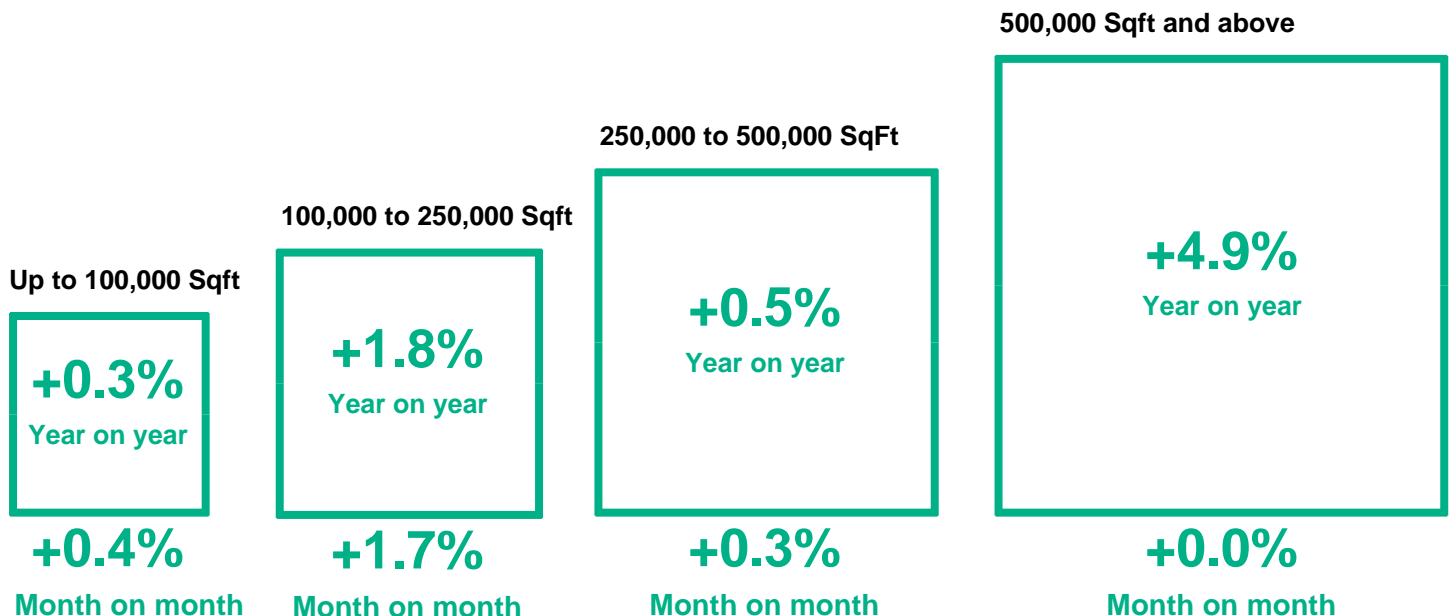 Up to 100,000 Sqft
+0.3%
Year on year
+0.4%
Month on month
100,000 to 250,000 Sqft
+1.8%
Year on year
+1.7%
Month on month
250,000 to 500,000 SqFt
+0.5%
Year on year
+0.3%
Month on month
500,000 Sqft and above
+4.9%
Year on year
+0.0%
Month on month